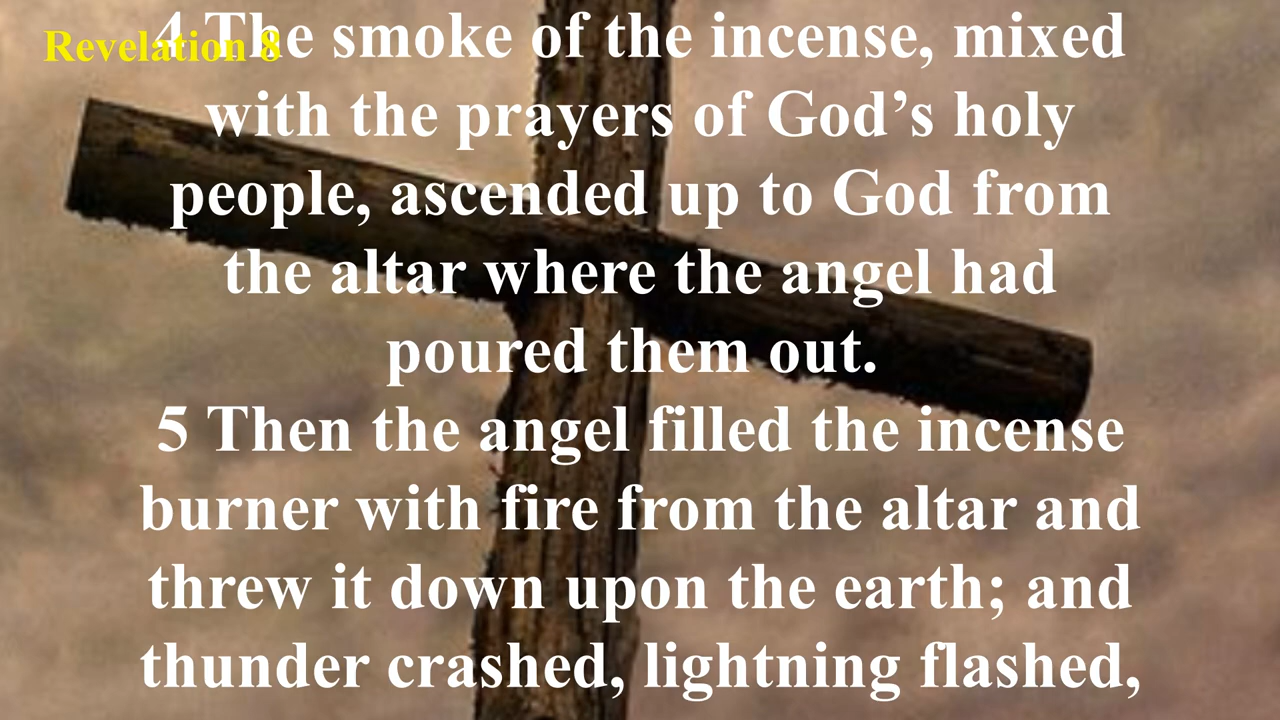 Revelation 8
4 The smoke of the incense, mixed
with the prayers of God’s holy
people, ascended up to God from
the altar where the angel had
poured them out.
5 Then the angel filled the incense
burner with fire from the altar and
threw it down upon the earth; and
thunder crashed, lightning flashed,